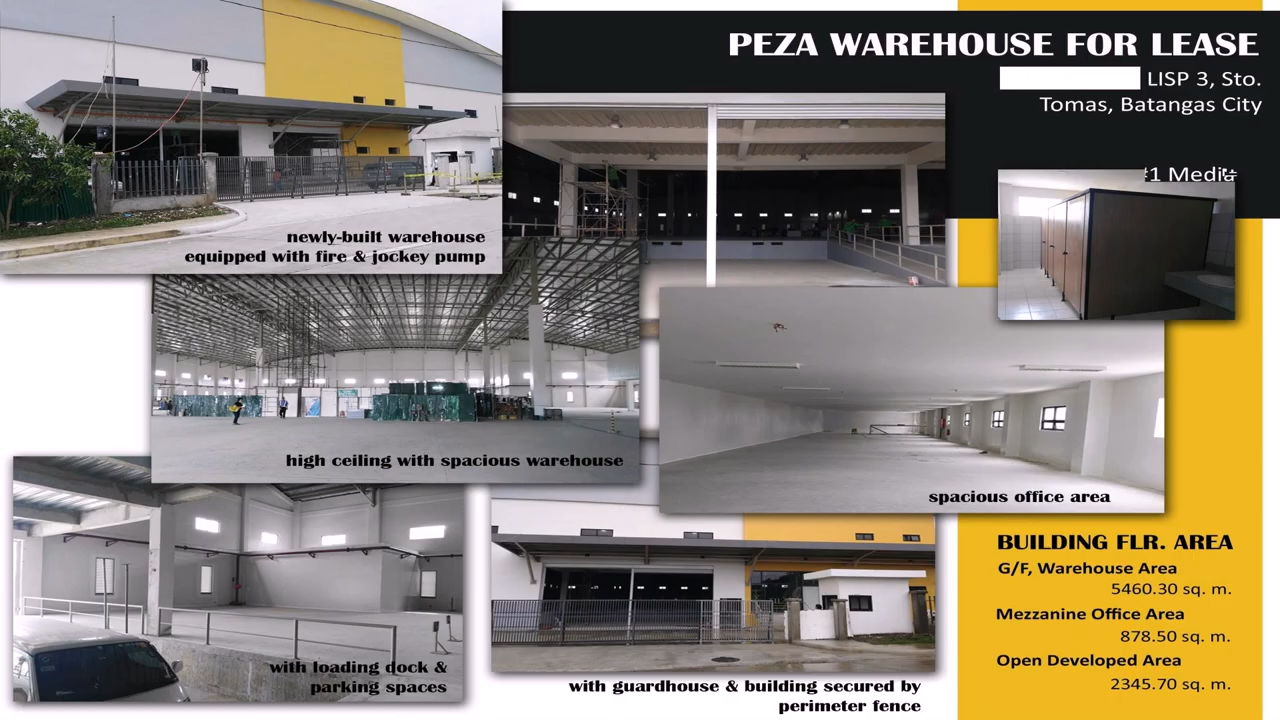 PEZA WAREHOUSE FOR LEASE
LISP 3, Sto.
Tomas, Batangas City
#1 Media
newly-built warehouse
equipped with fire & jockey pump
high ceiling with spacious warehouse
spacious office area
with loading dock &
parking spaces
with guardhouse & building secured by
perimeter fence
BUILDING FLR. AREA
G/F, Warehouse Area
5460.30 sq. m.
Mezzanine Office Area
878.50 sq. m.
Open Developed Area
2345.70 sq. m.